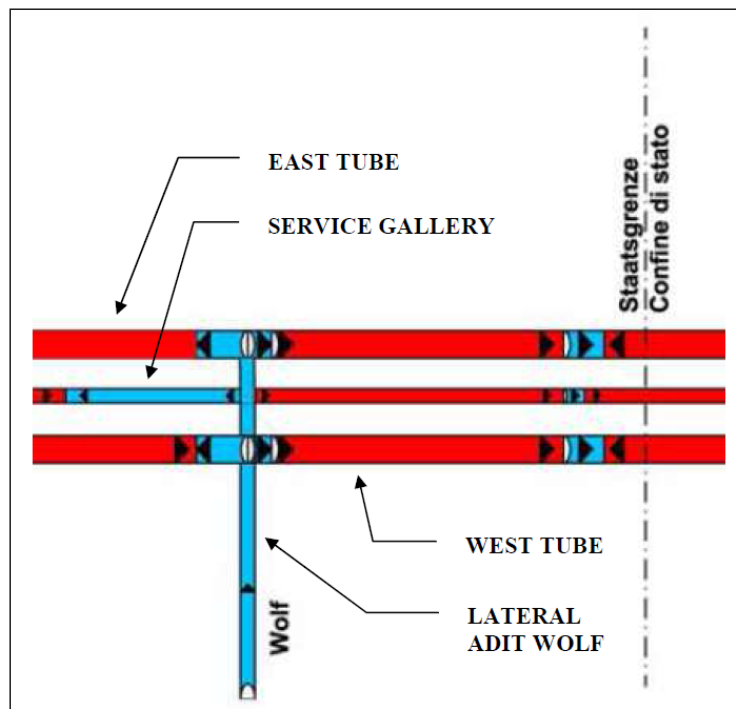 EAST TUBE
SERVICE GALLERY
Staatsgrenze
Confine di stato
WEST TUBE
Wolf
LATERAL
ADIT WOLF